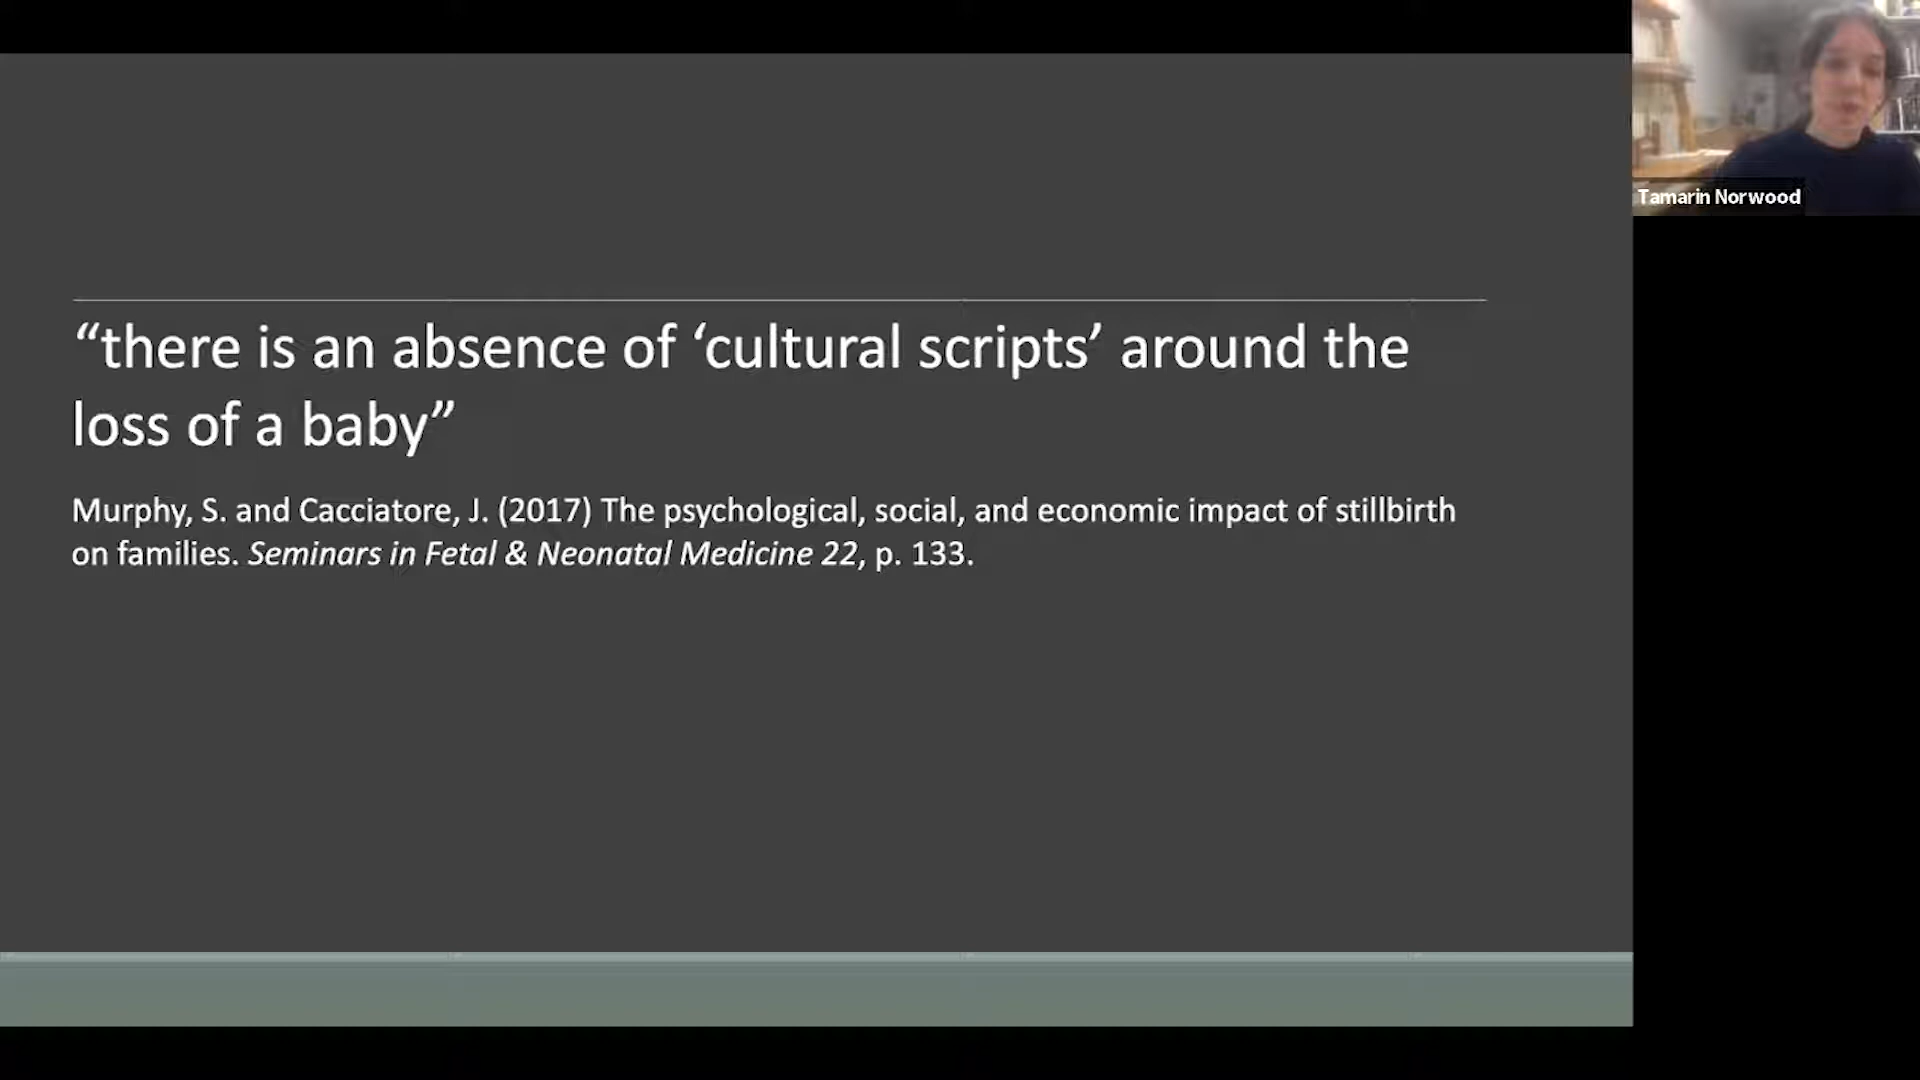 Tamarin Norwood
“there is an absence of ‘cultural scripts’ around the
loss of a baby”
Murphy, S. and Cacciatore, J. (2017) The psychological, social, and economic impact of stillbirth
on families. Seminars in Fetal & Neonatal Medicine 22, p. 133.